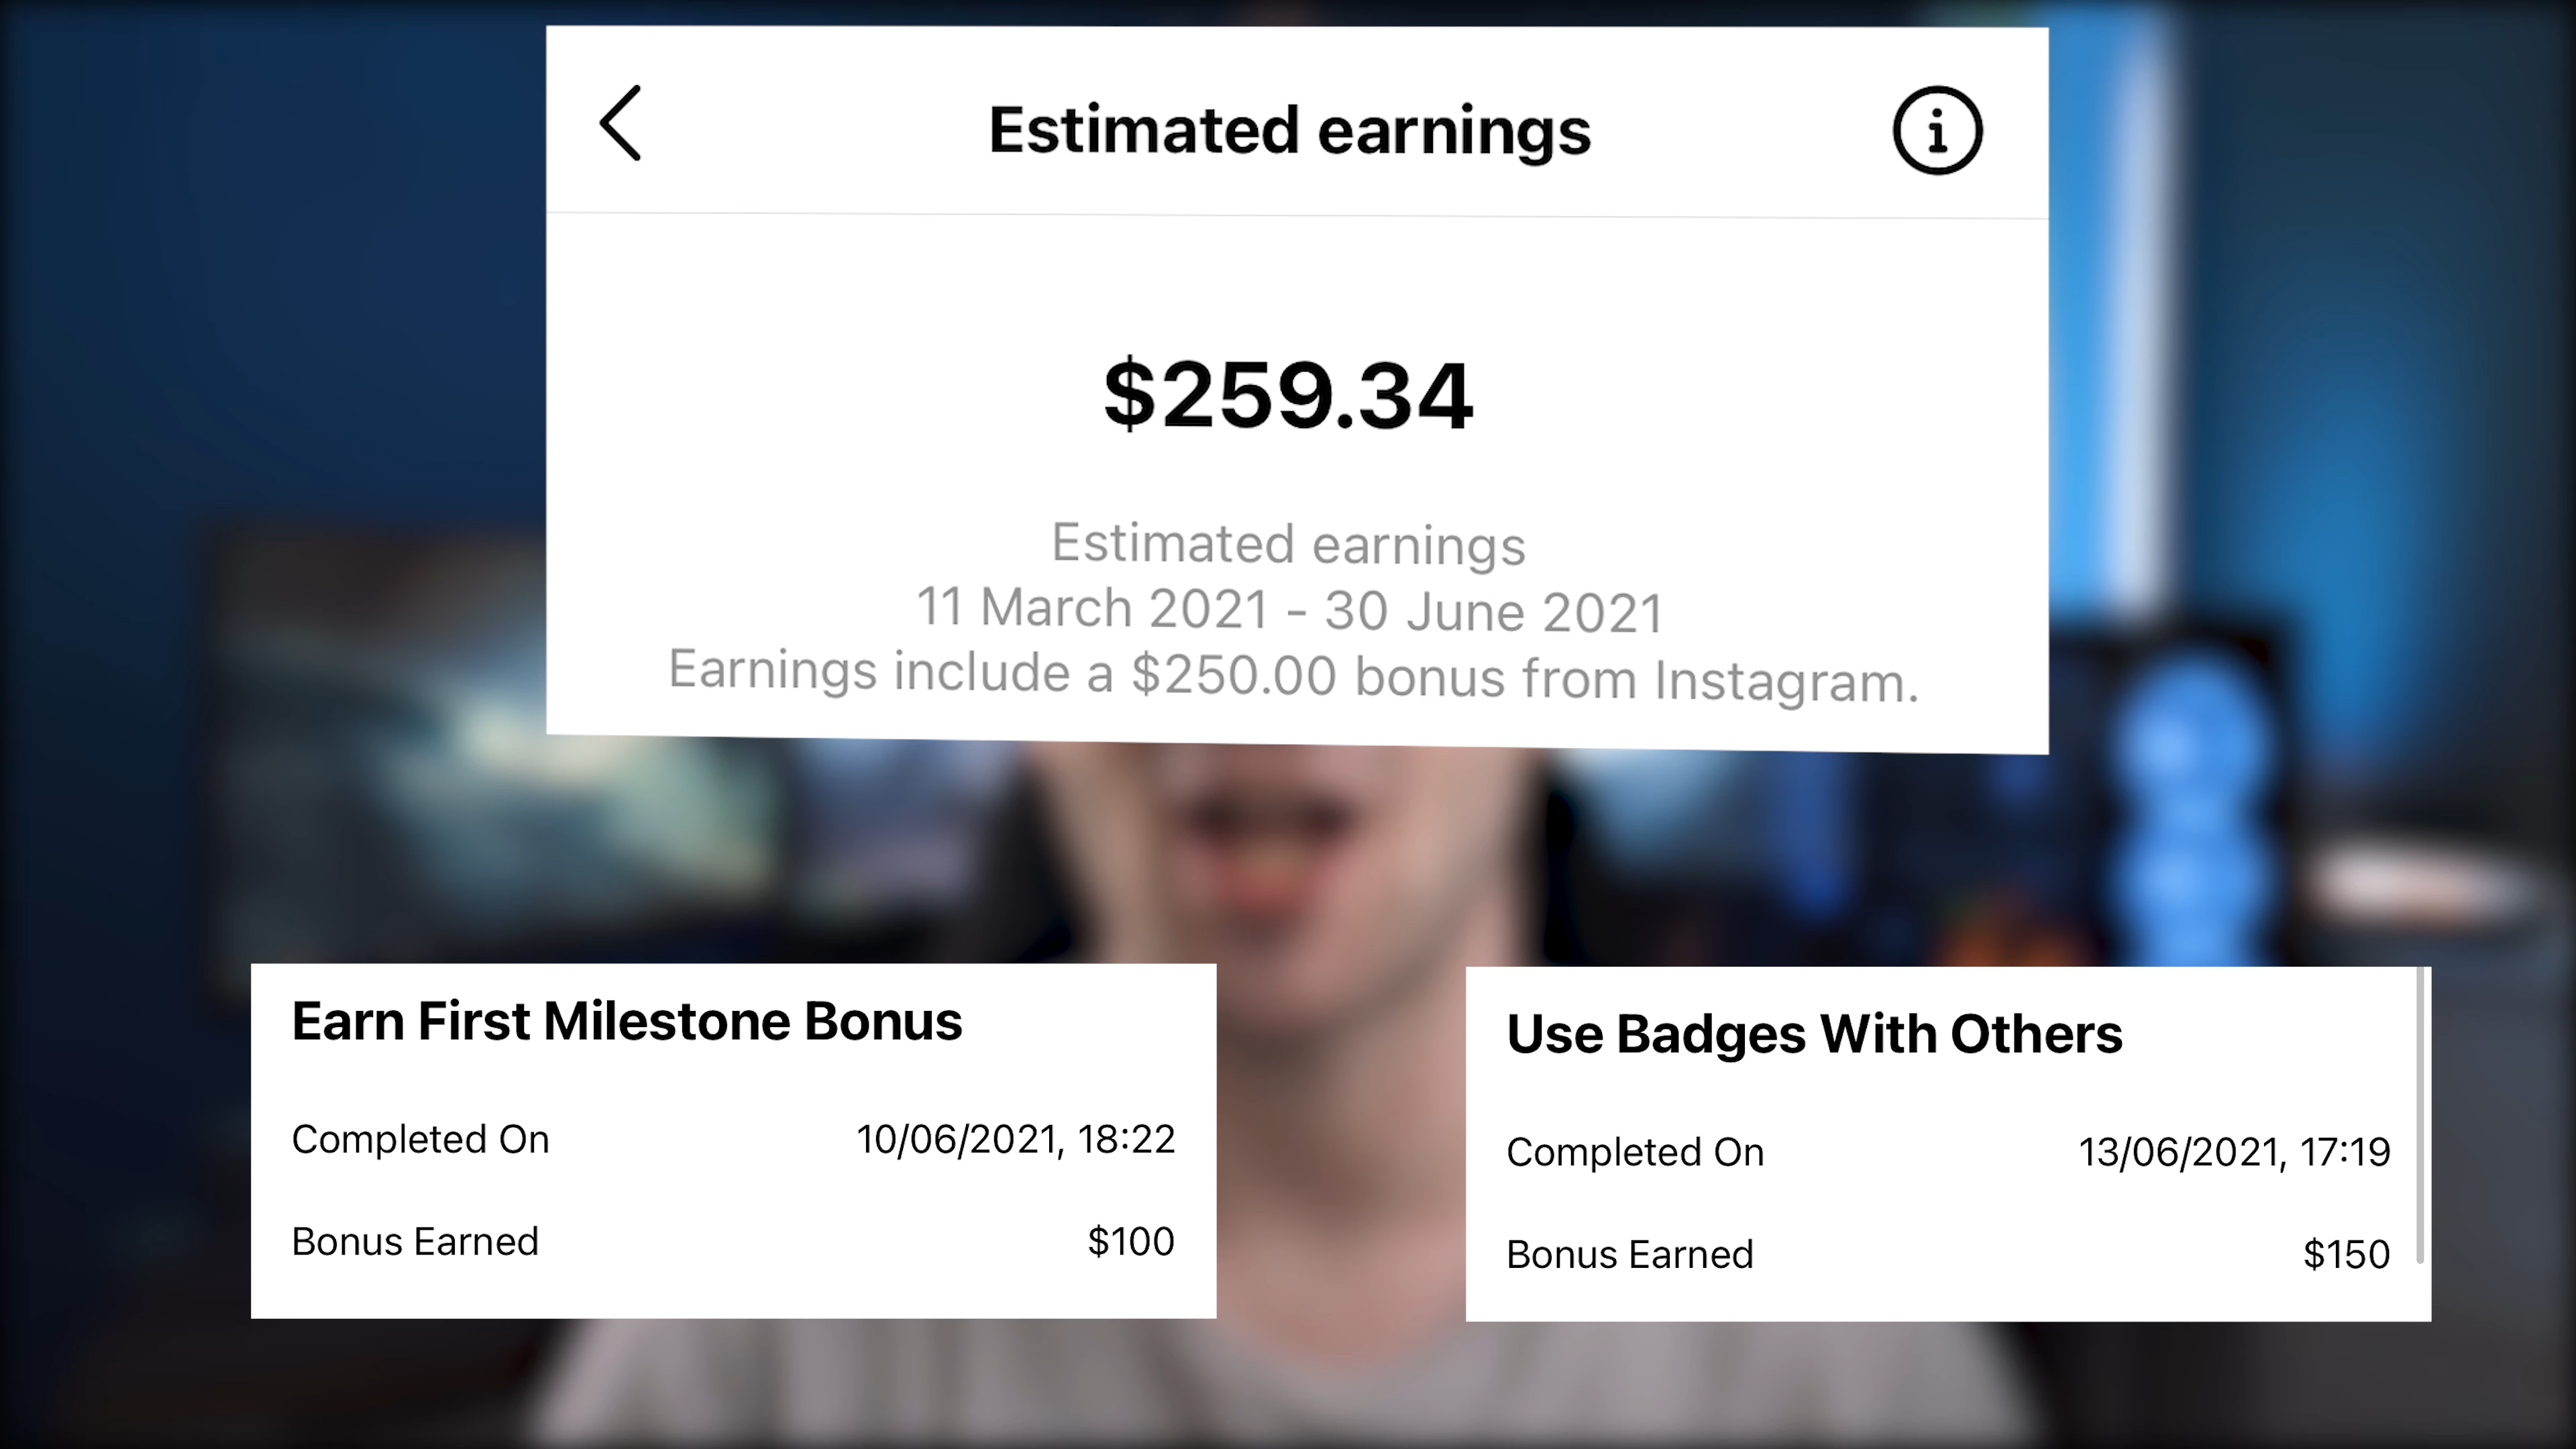 Estimated earnings
$259.34
Estimated earnings
11 March 2021 - 30 June 2021
Earnings include a $250.00 bonus from Instagram.
Earn First Milestone Bonus
Completed On 10/06/2021, 18:22
Bonus Earned $100
Use Badges With Others
Completed On 13/06/2021, 17:19
Bonus Earned $150